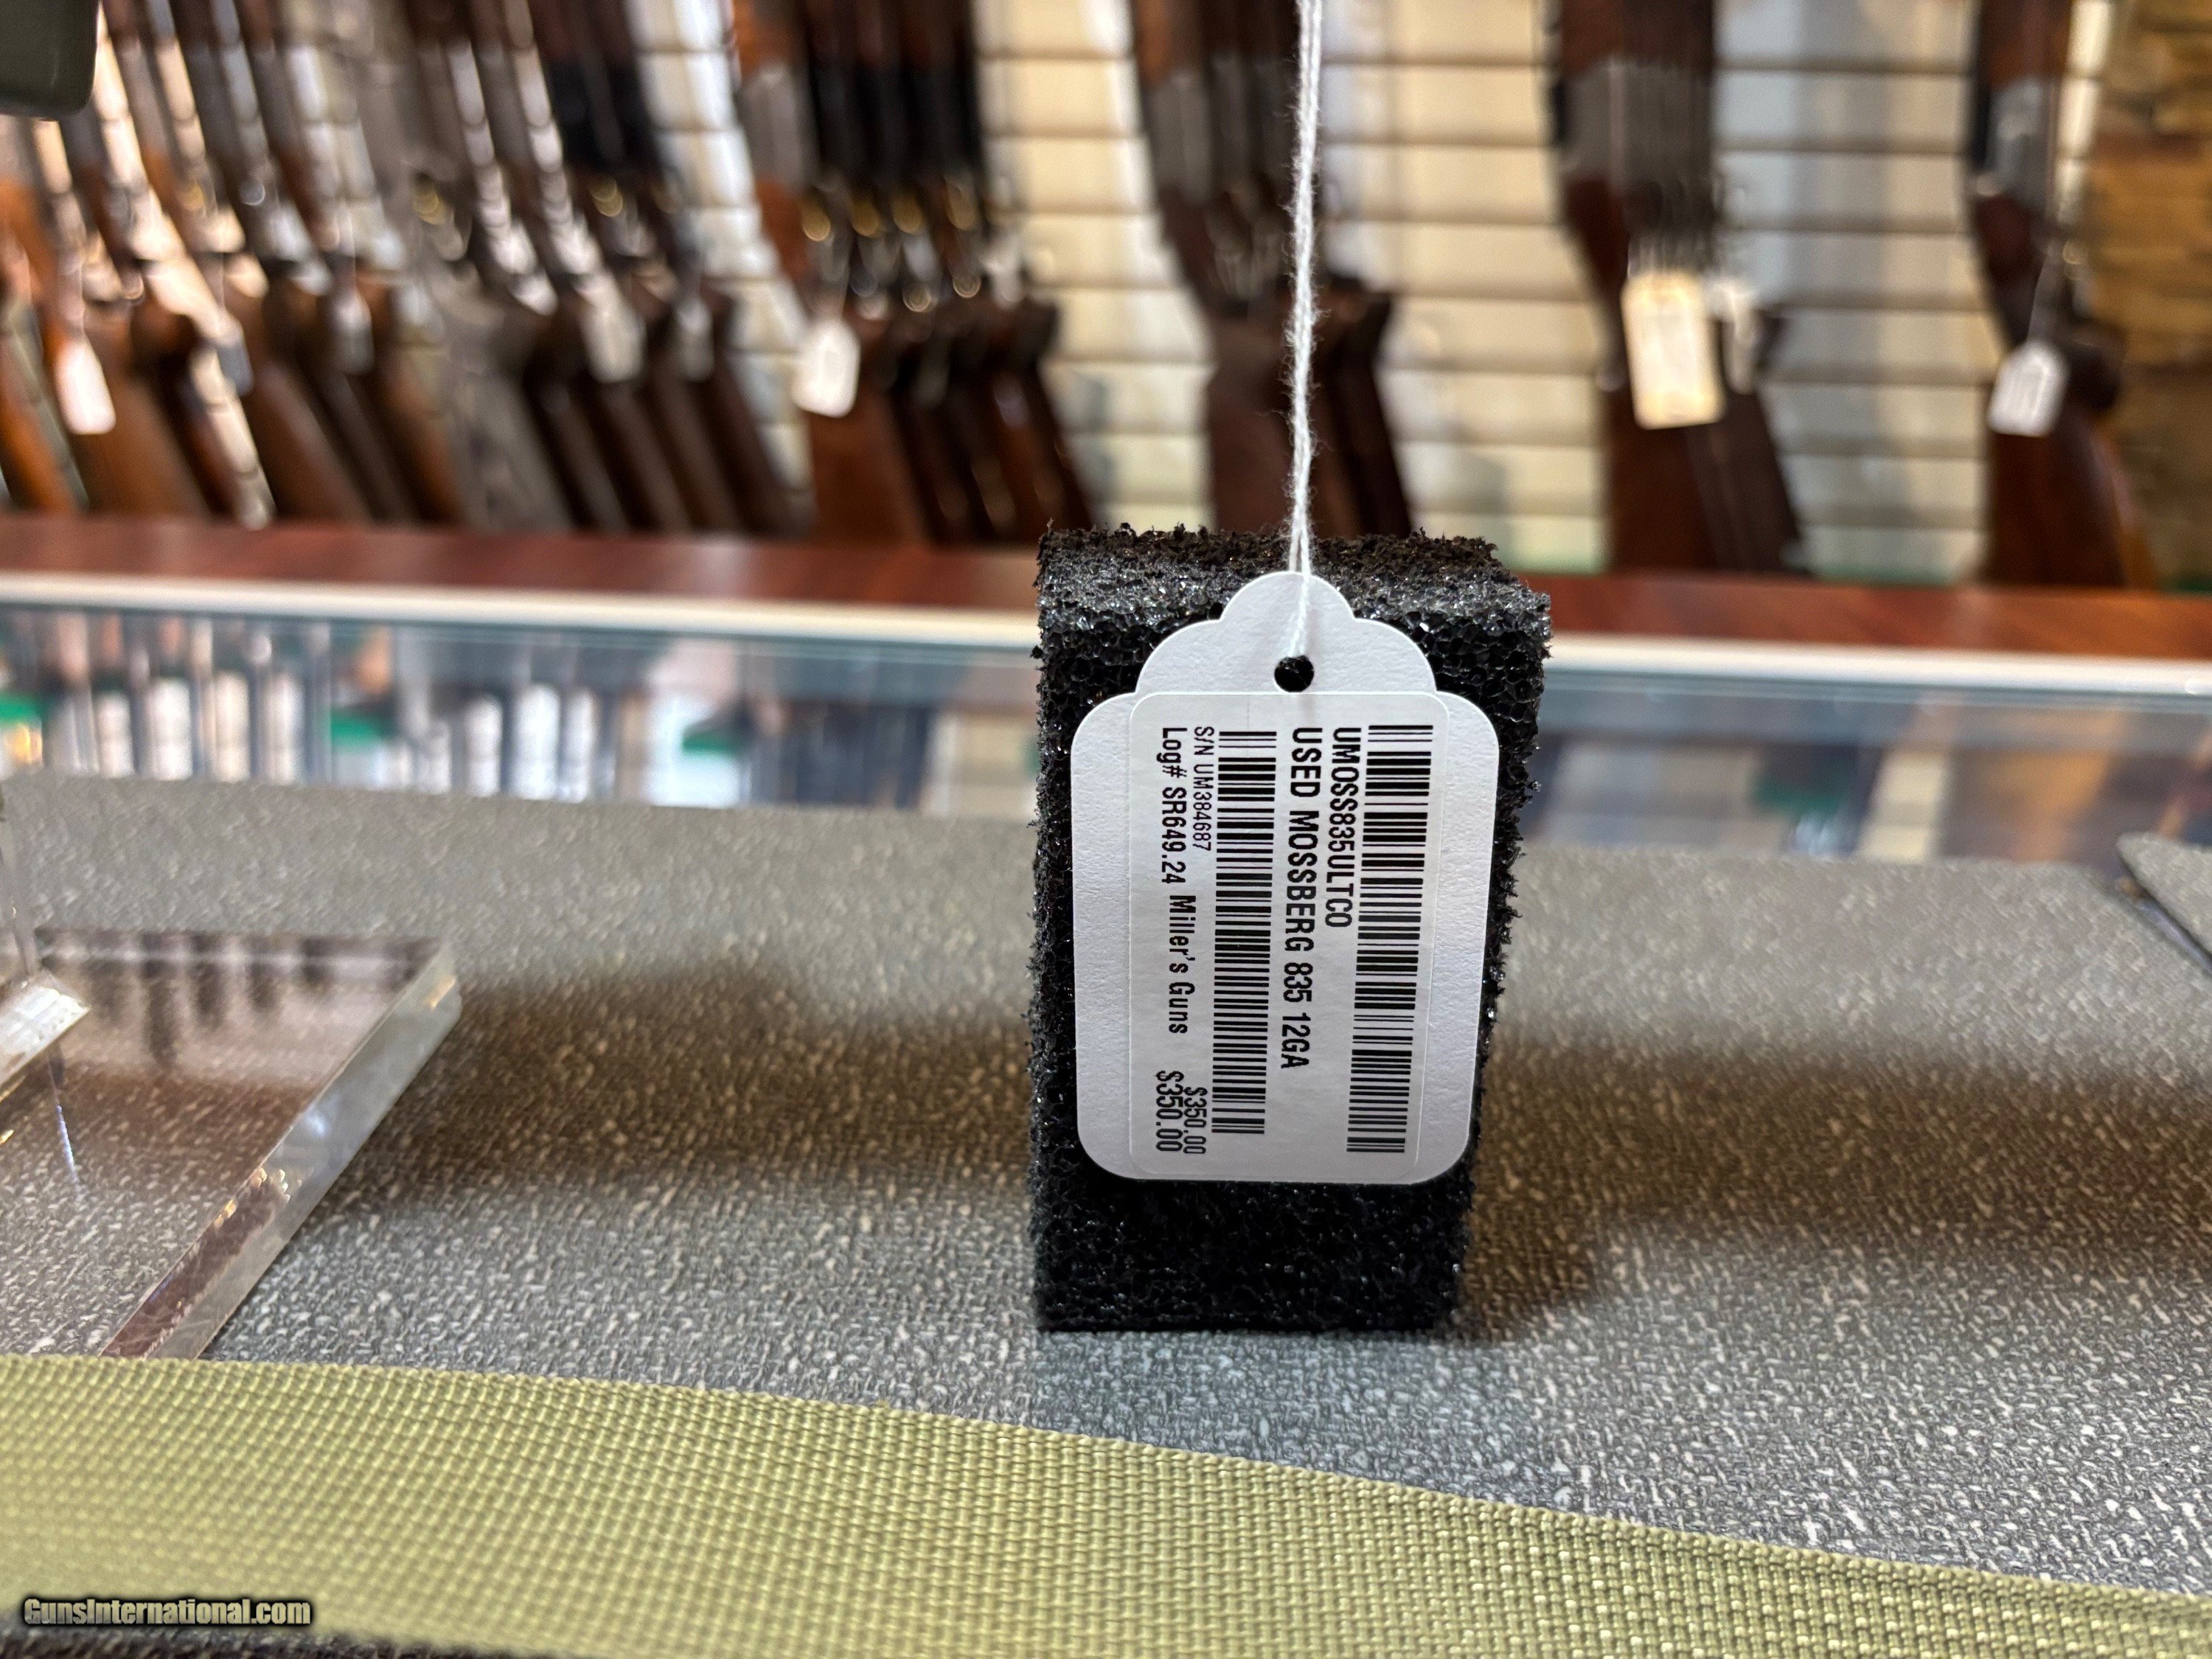 UMOSS835ULTCO
USED MOSSBERG 835 12GA
S/N UM384687 $350.00
Log# SR649.24 Miller's Guns $350.00
GunsInternational.com